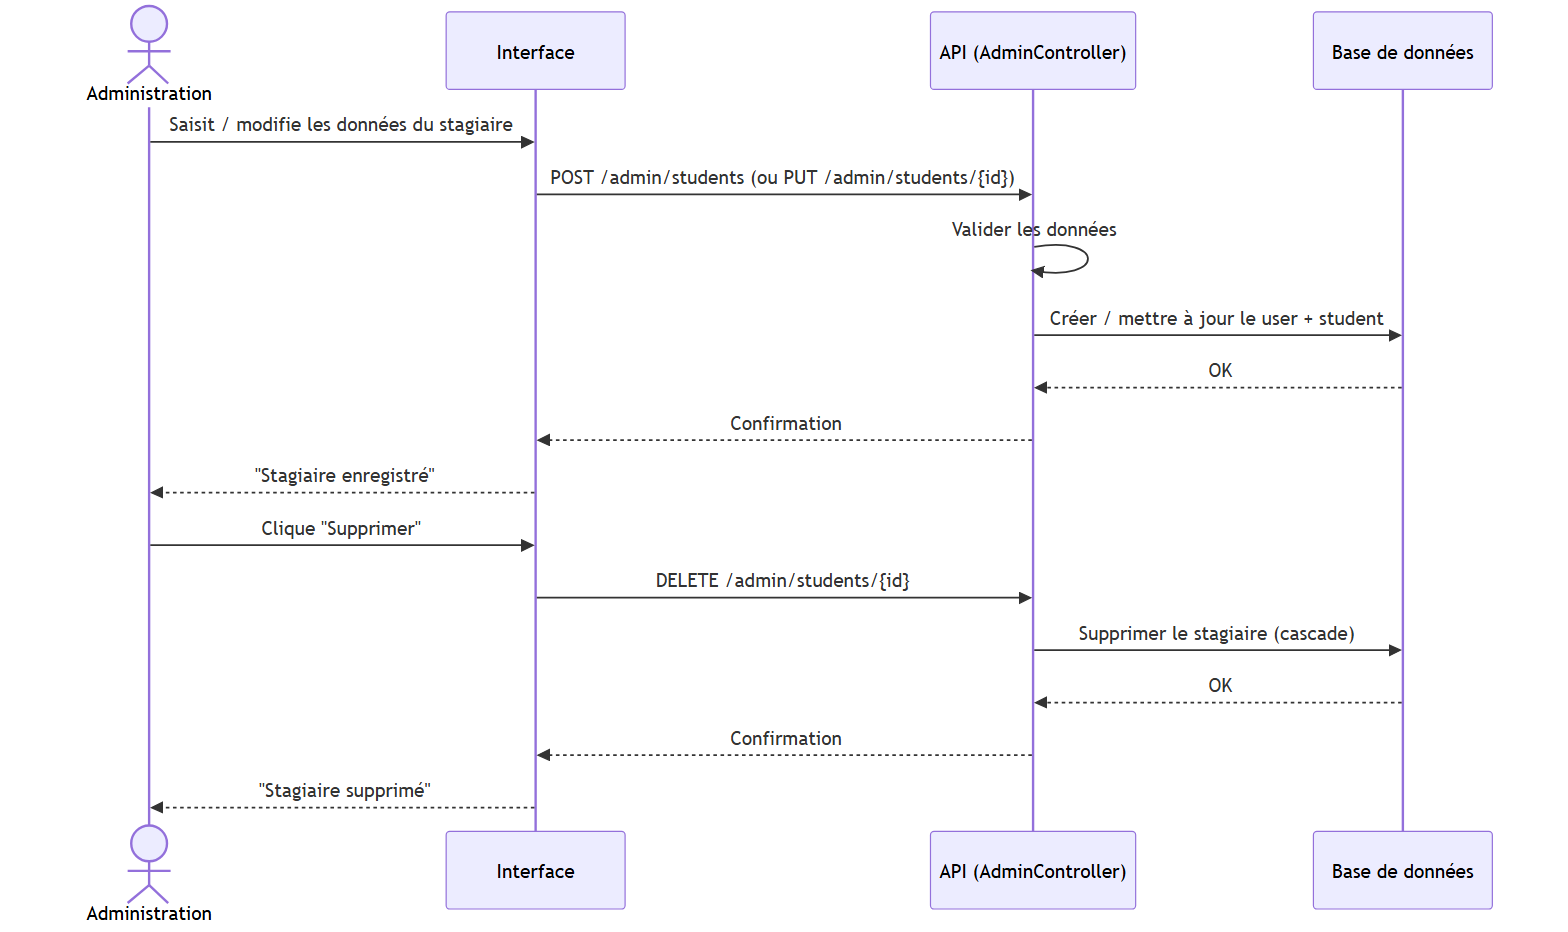 Administration
Interface
API (AdminController)
Base de données
Saisit / modifie les données du stagiaire
POST /admin/students (ou PUT /admin/students/{id})
Valider les données
Créer / mettre à jour le user + student
OK
Confirmation
"Stagiaire enregistré"
Clique "Supprimer"
DELETE /admin/students/{id}
Supprimer le stagiaire (cascade)
OK
Confirmation
"Stagiaire supprimé"
Administration
Interface
API (AdminController)
Base de données